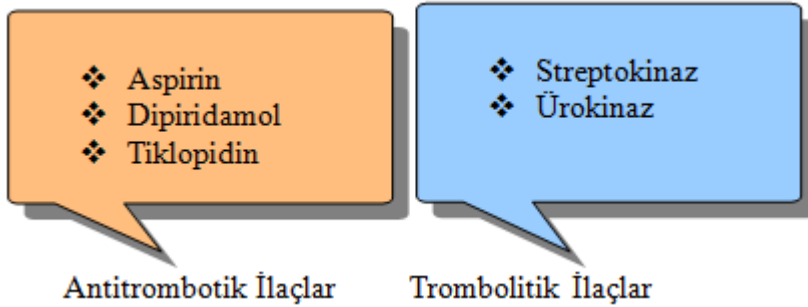 ❖ Aspirin
❖ Dipiridamol
❖ Tiklopidin
❖ Streptokinaz
❖ Ürokinaz
Antitrombotik İlaçlar
Trombolitik İlaçlar